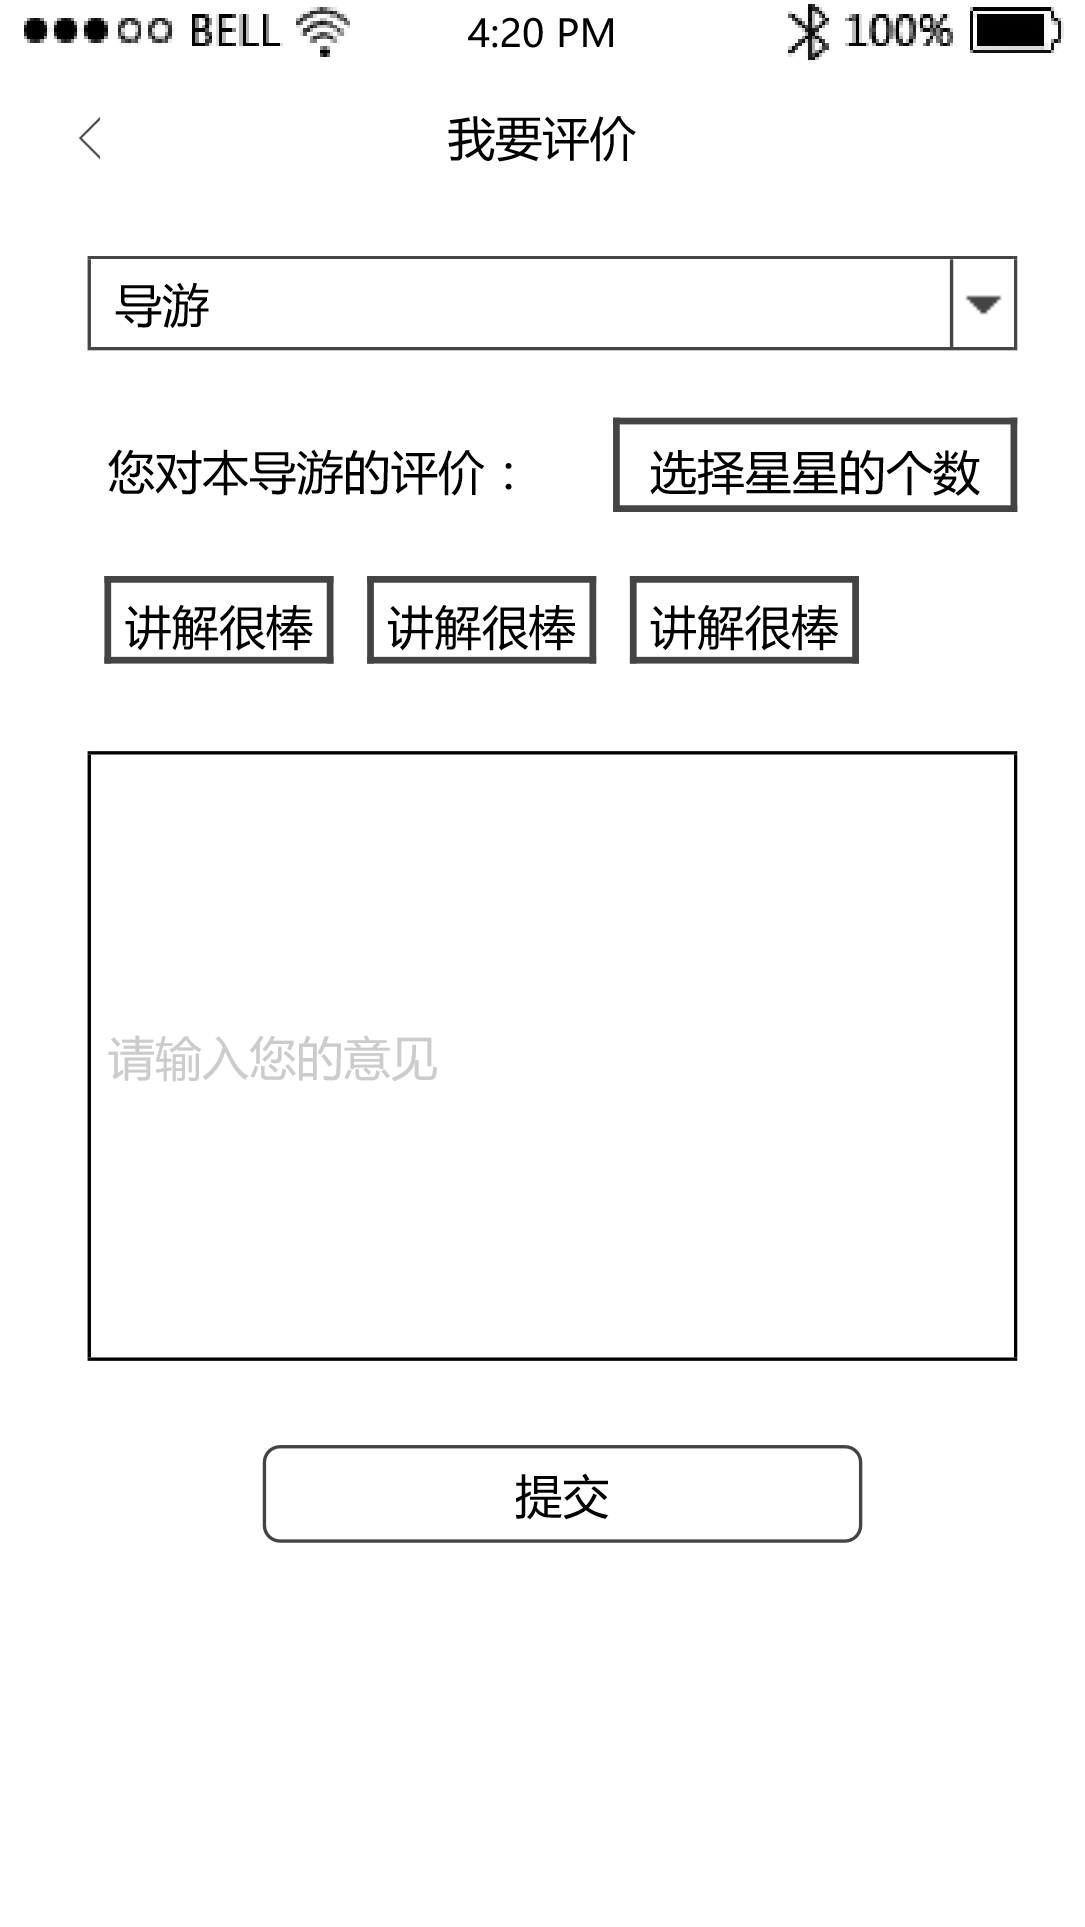 BELL 4:20 PM 100%
我要评价
导游
您对本导游的评价： 选择星星的个数
讲解很棒 讲解很棒 讲解很棒
请输入您的意见
提交